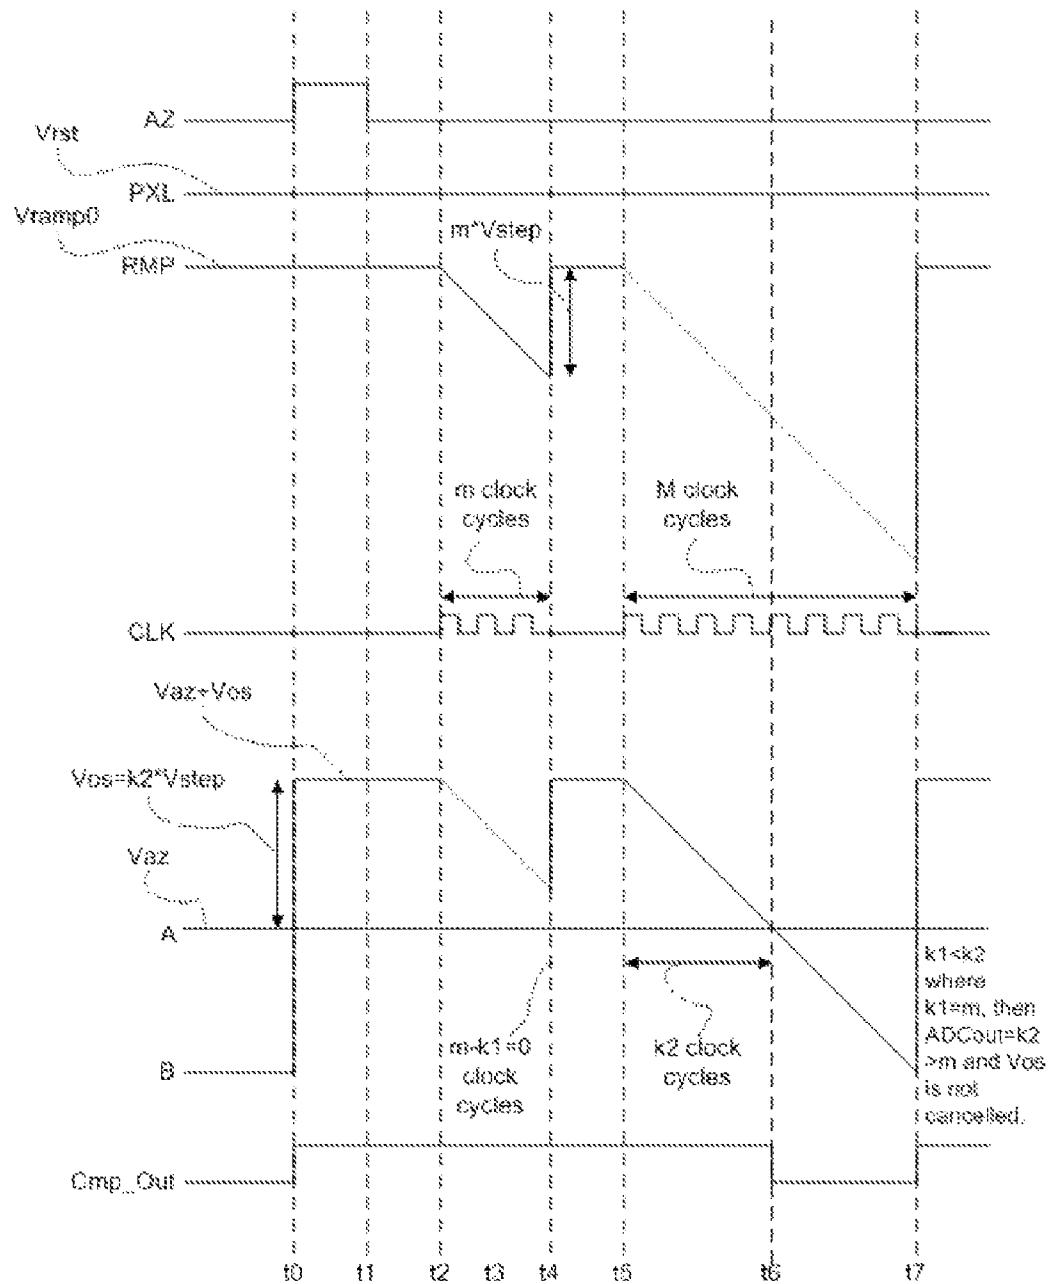 AZ
Vrst
PXL
Vramp0
m*Vstep
RMP
m clock
cycles
M clock
cycles
CLK
Vaz+Vos
Vos=k2*Vstep
Vaz
A
k1<k2
where
k1=m, then
ADCout=k2
>m and Vos
is not
cancelled.
m-k1=0
clock
cycles
k2 clock
cycles
B
Cmp_Out
t0 t1 t2 t3 t4 t5 t6 t7